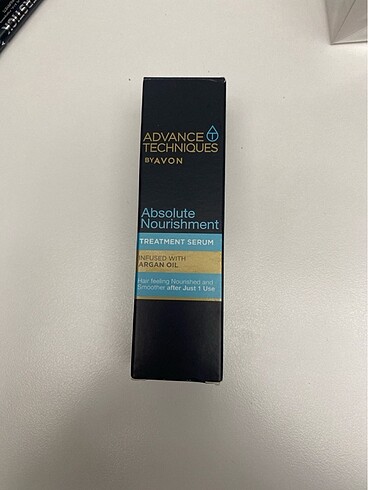 ADVANCE
TECHNIQUES
BY AVON
Absolute
Nourishment
TREATMENT SERUM
INFUSED WITH
ARGAN OIL
Hair feeling Nourished and
Smoother after Just 1 Use